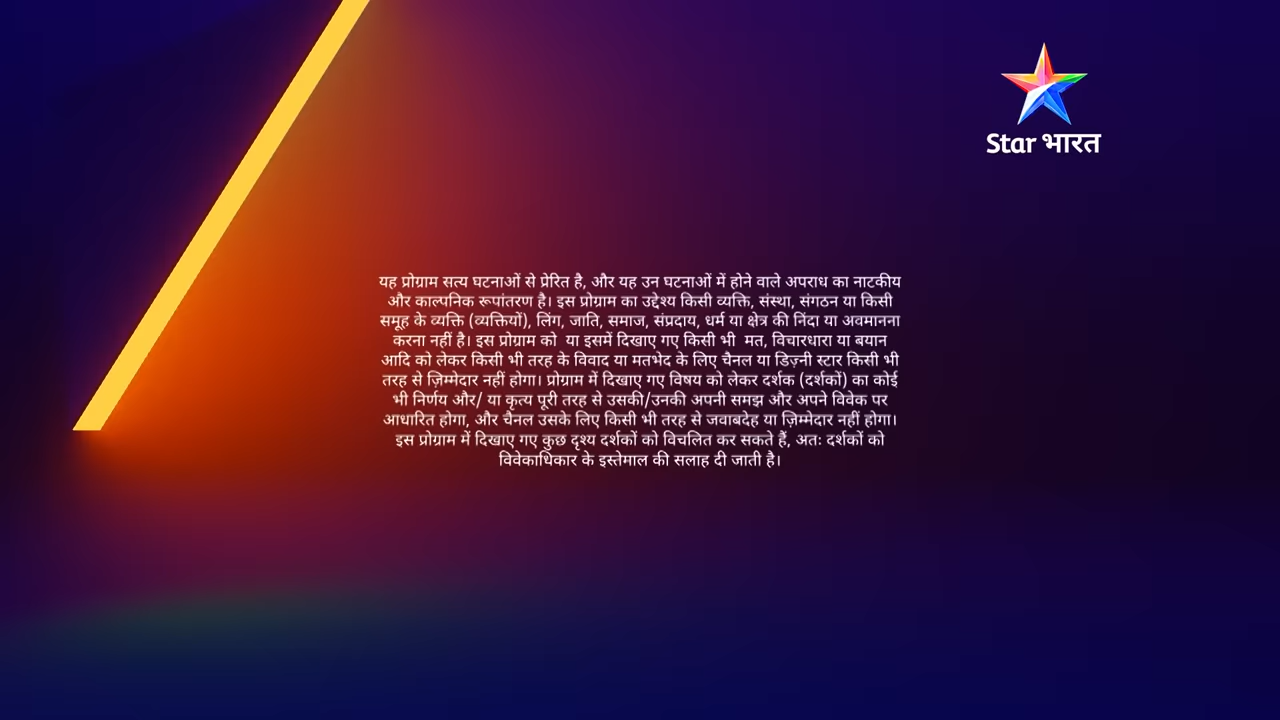 Star भारत
यह प्रोग्राम सत्य घटनाओं से प्रेरित है, और यह उन घटनाओं में होने वाले अपराध का नाटकीय
और काल्पनिक रूपांतरण है। इस प्रोग्राम का उद्देश्य किसी व्यक्ति, संस्था, संगठन या किसी
समूह के व्यक्ति (व्यक्तियों), लिंग, जाति, समाज, संप्रदाय, धर्म या क्षेत्र की निंदा या अवमानना
करना नहीं है। इस प्रोग्राम को  या इसमें दिखाए गए किसी भी  मत, विचारधारा या बयान
आदि को लेकर किसी भी तरह के विवाद या मतभेद के लिए चैनल या डिज़्नी स्टार किसी भी
तरह से ज़िम्मेदार नहीं होगा। प्रोग्राम में दिखाए गए विषय को लेकर दर्शक (दर्शकों) का कोई
भी निर्णय और/ या कृत्य पूरी तरह से उसकी/उनकी अपनी समझ और अपने विवेक पर
आधारित होगा, और चैनल उसके लिए किसी भी तरह से जवाबदेह या ज़िम्मेदार नहीं होगा।
इस प्रोग्राम में दिखाए गए कुछ दृश्य दर्शकों को विचलित कर सकते हैं, अतः दर्शकों को
विवेकाधिकार के इस्तेमाल की सलाह दी जाती है।